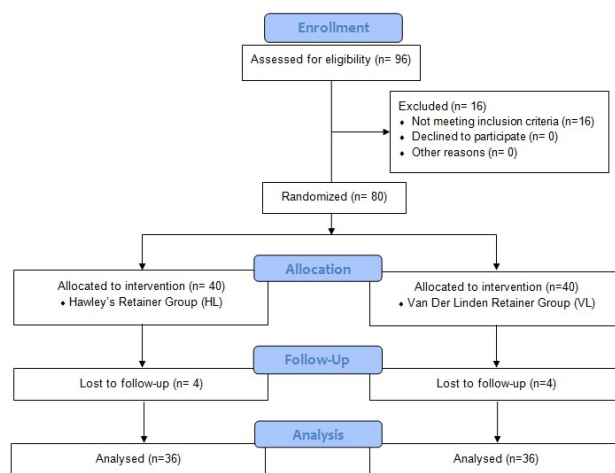 Enrollment
Assessed for eligibility (n= 96)
Excluded (n= 16)
♦ Not meeting inclusion criteria (n=16)
♦ Declined to participate (n= 0)
♦ Other reasons (n= 0)
Randomized (n= 80)
Allocation
Allocated to intervention (n= 40)
♦ Hawley's Retainer Group (HL)
Allocated to intervention (n=40)
♦ Van Der Linden Retainer Group (VL)
Follow-Up
Lost to follow-up (n= 4)
Lost to follow-up (n=4)
Analysis
Analysed (n=36)
Analysed (n=36)